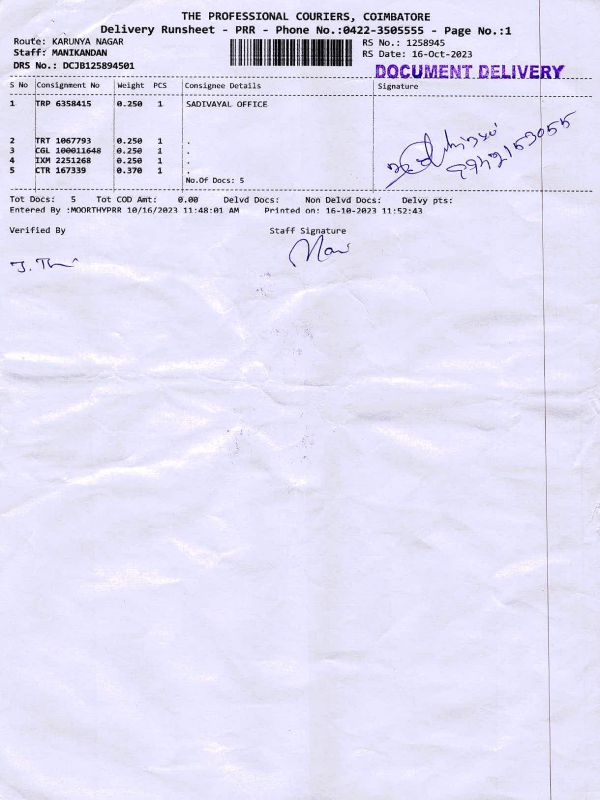 THE PROFESSIONAL COURIERS, COIMBATORE
Delivery Runsheet - PRR - Phone No.:0422-3505555 - Page No.:1
Route: KARUNYA NAGAR RS No.: 1258945
Staff: MANIKANDAN RS Date: 16-Oct-2023
DRS No.: DCJB125894501 DOCUMENT DELIVERY
S No Consignment No Weight PCS Consignee Details Signature
1 TRP 6358415 0.250 1 SADIVAYAL OFFICE
2 TRT 1067793 0.250 1 .
3 CGL 100011648 0.250 1 .
4 IXM 2251268 0.250 1 .
5 CTR 167339 0.370 1 .
No.Of Docs: 5
Tot Docs: 5 Tot COD Amt: 0.00 Delvd Docs: Non Delvd Docs: Delvy pts:
Entered By :MOORTHYPRR 10/16/2023 11:48:01 AM Printed on: 16-10-2023 11:52:43
Verified By Staff Signature